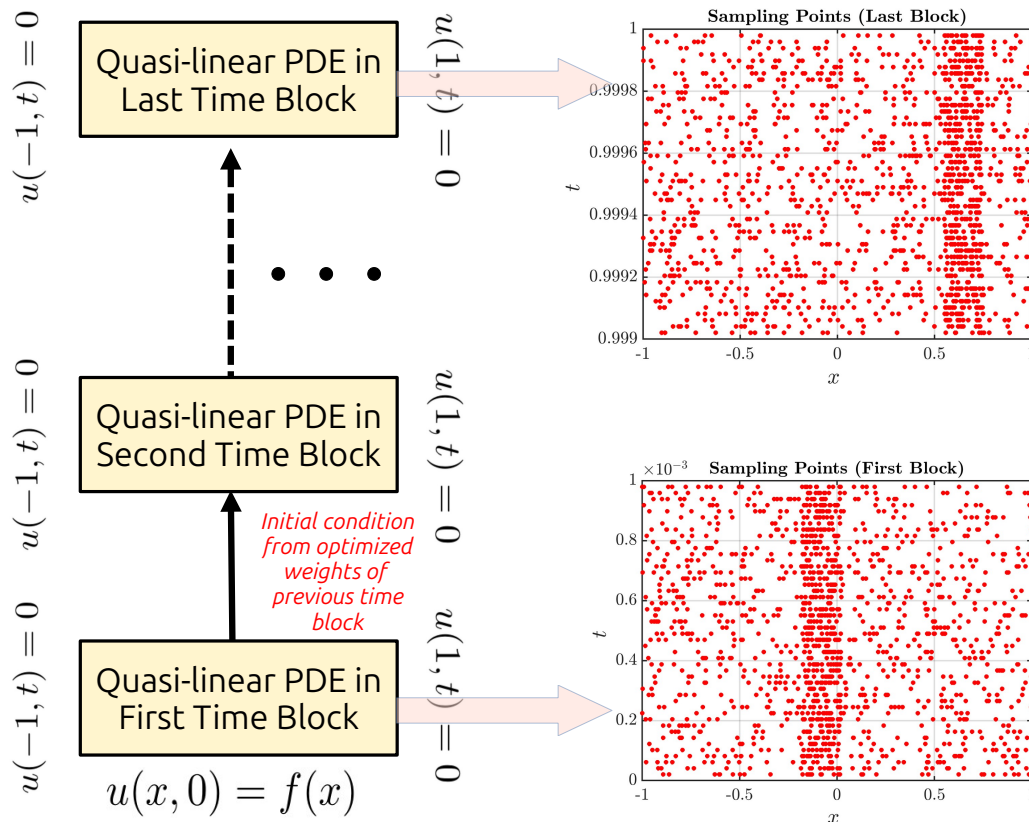 u(−1, t) = 0
Quasi-linear PDE in
Last Time Block
u(1, t) = 0
u(−1, t) = 0
Quasi-linear PDE in
Second Time Block
u(1, t) = 0
Initial condition
from optimized
weights of
previous time
block
u(−1, t) = 0
Quasi-linear PDE in
First Time Block
u(1, t) = 0
u(x, 0) = f(x)
Sampling Points (Last Block)
1
0.9998
0.9996
0.9994
0.9992
0.999
t
-1 -0.5 0 0.5
x
×10⁻³ Sampling Points (First Block)
1
0.8
0.6
0.4
0.2
0
t
-1 -0.5 0 0.5
x